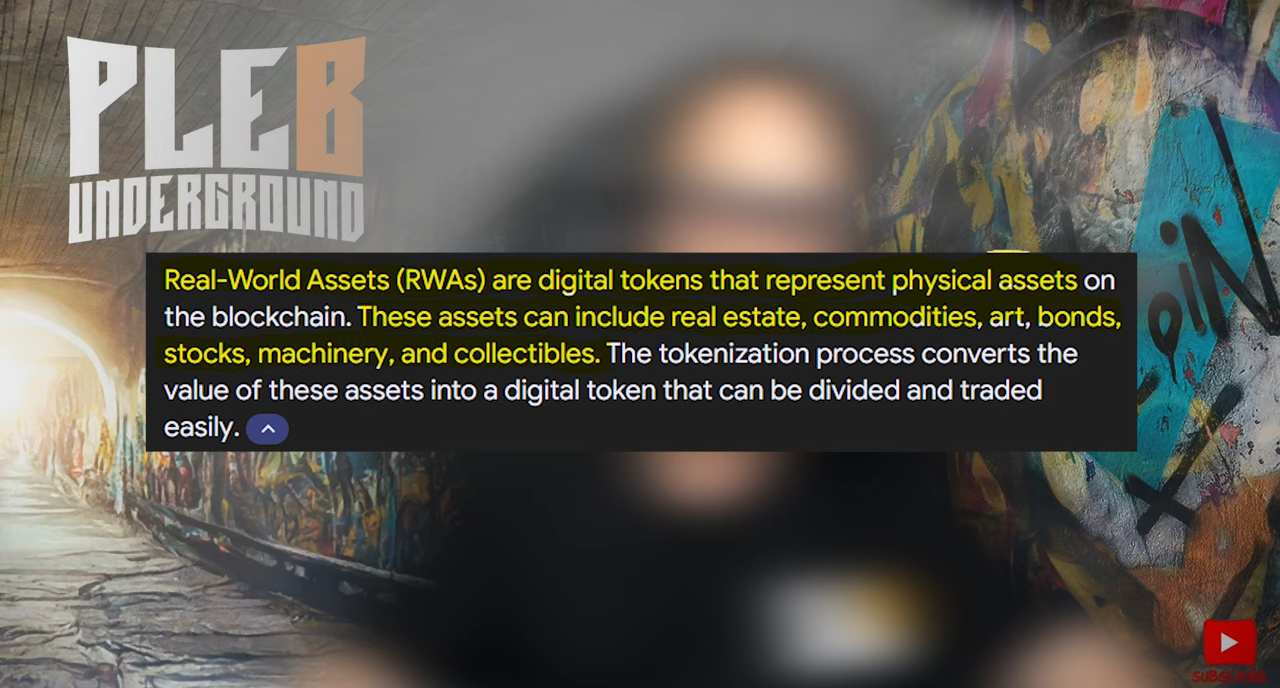 PLEB
UNDERGROUND
Real-World Assets (RWAs) are digital tokens that represent physical assets on
the blockchain. These assets can include real estate, commodities, art, bonds,
stocks, machinery, and collectibles. The tokenization process converts the
value of these assets into a digital token that can be divided and traded
easily.
SUBSCRIBE